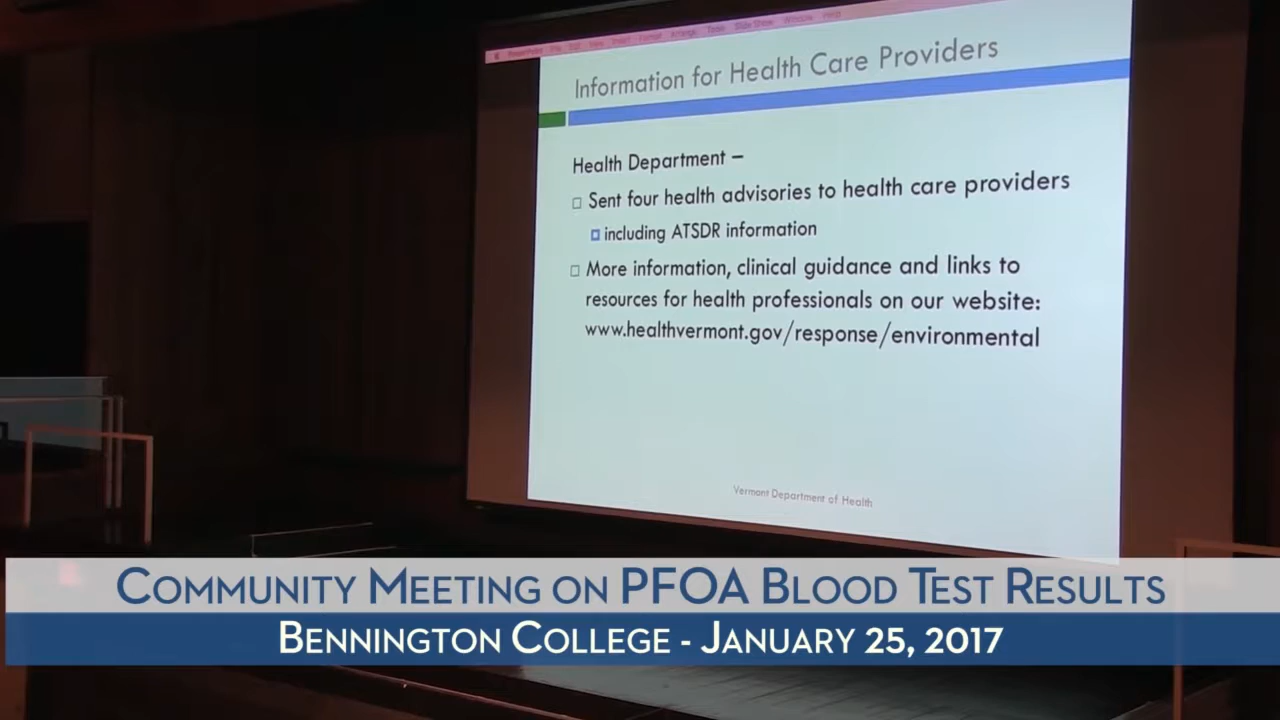 Information for Health Care Providers
Health Department –
Sent four health advisories to health care providers
including ATSDR information
More information, clinical guidance and links to
resources for health professionals on our website:
www.healthvermont.gov/response/environmental
Vermont Department of Health
COMMUNITY MEETING ON PFOA BLOOD TEST RESULTS
BENNINGTON COLLEGE - JANUARY 25, 2017